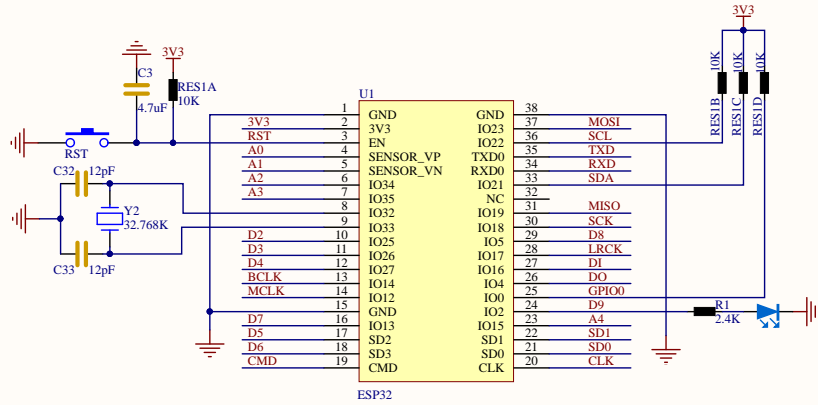 3V3
3V3
C3
4.7uF
RES1A
10K
RST
C32
12pF
Y2
32.768K
C33
12pF
U1
3V3
RST
A0
A1
A2
A3
D2
D3
D4
BCLK
MCLK
D7
D5
D6
CMD
1 GND
2 3V3
3 EN
4 SENSOR_VP
5 SENSOR_VN
6 IO34
7 IO35
8 IO32
9 IO33
10 IO25
11 IO26
12 IO27
13 IO14
14 IO12
15 GND
16 IO13
17 SD2
18 SD3
19 CMD
GND 38
IO23 37 MOSI
IO22 36 SCL
TXD0 35 TXD
RXD0 34 RXD
IO21 33 SDA
NC 32
IO19 31 MISO
IO18 30 SCK
IO5 29 D8
IO17 28 LRCK
IO16 27 DI
IO4 26 DO
IO0 25 GPIO0
IO2 24 D9
IO15 23 A4
SD1 22 SD1
SD0 21 SD0
CLK 20 CLK
ESP32
10K
10K
10K
RES1B
RES1C
RES1D
R1
2.4K